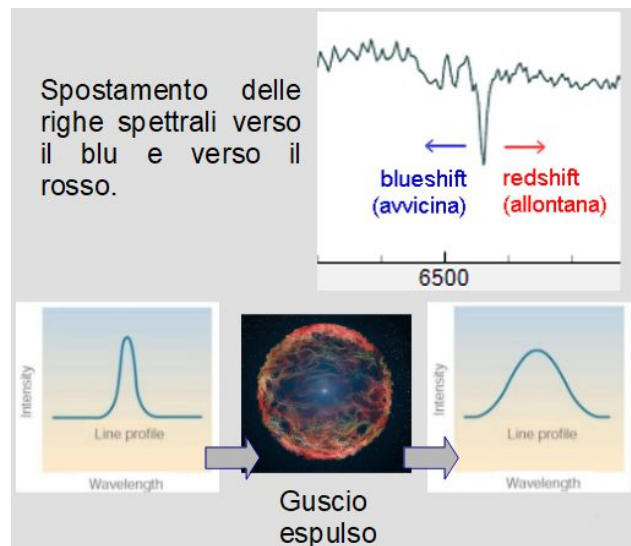 Spostamento delle
righe spettrali verso
il blu e verso il
rosso.
blueshift
(avvicina)
redshift
(allontana)
6500
Intensity
Line profile
Wavelength
Guscio
espulso
Intensity
Line profile
Wavelength